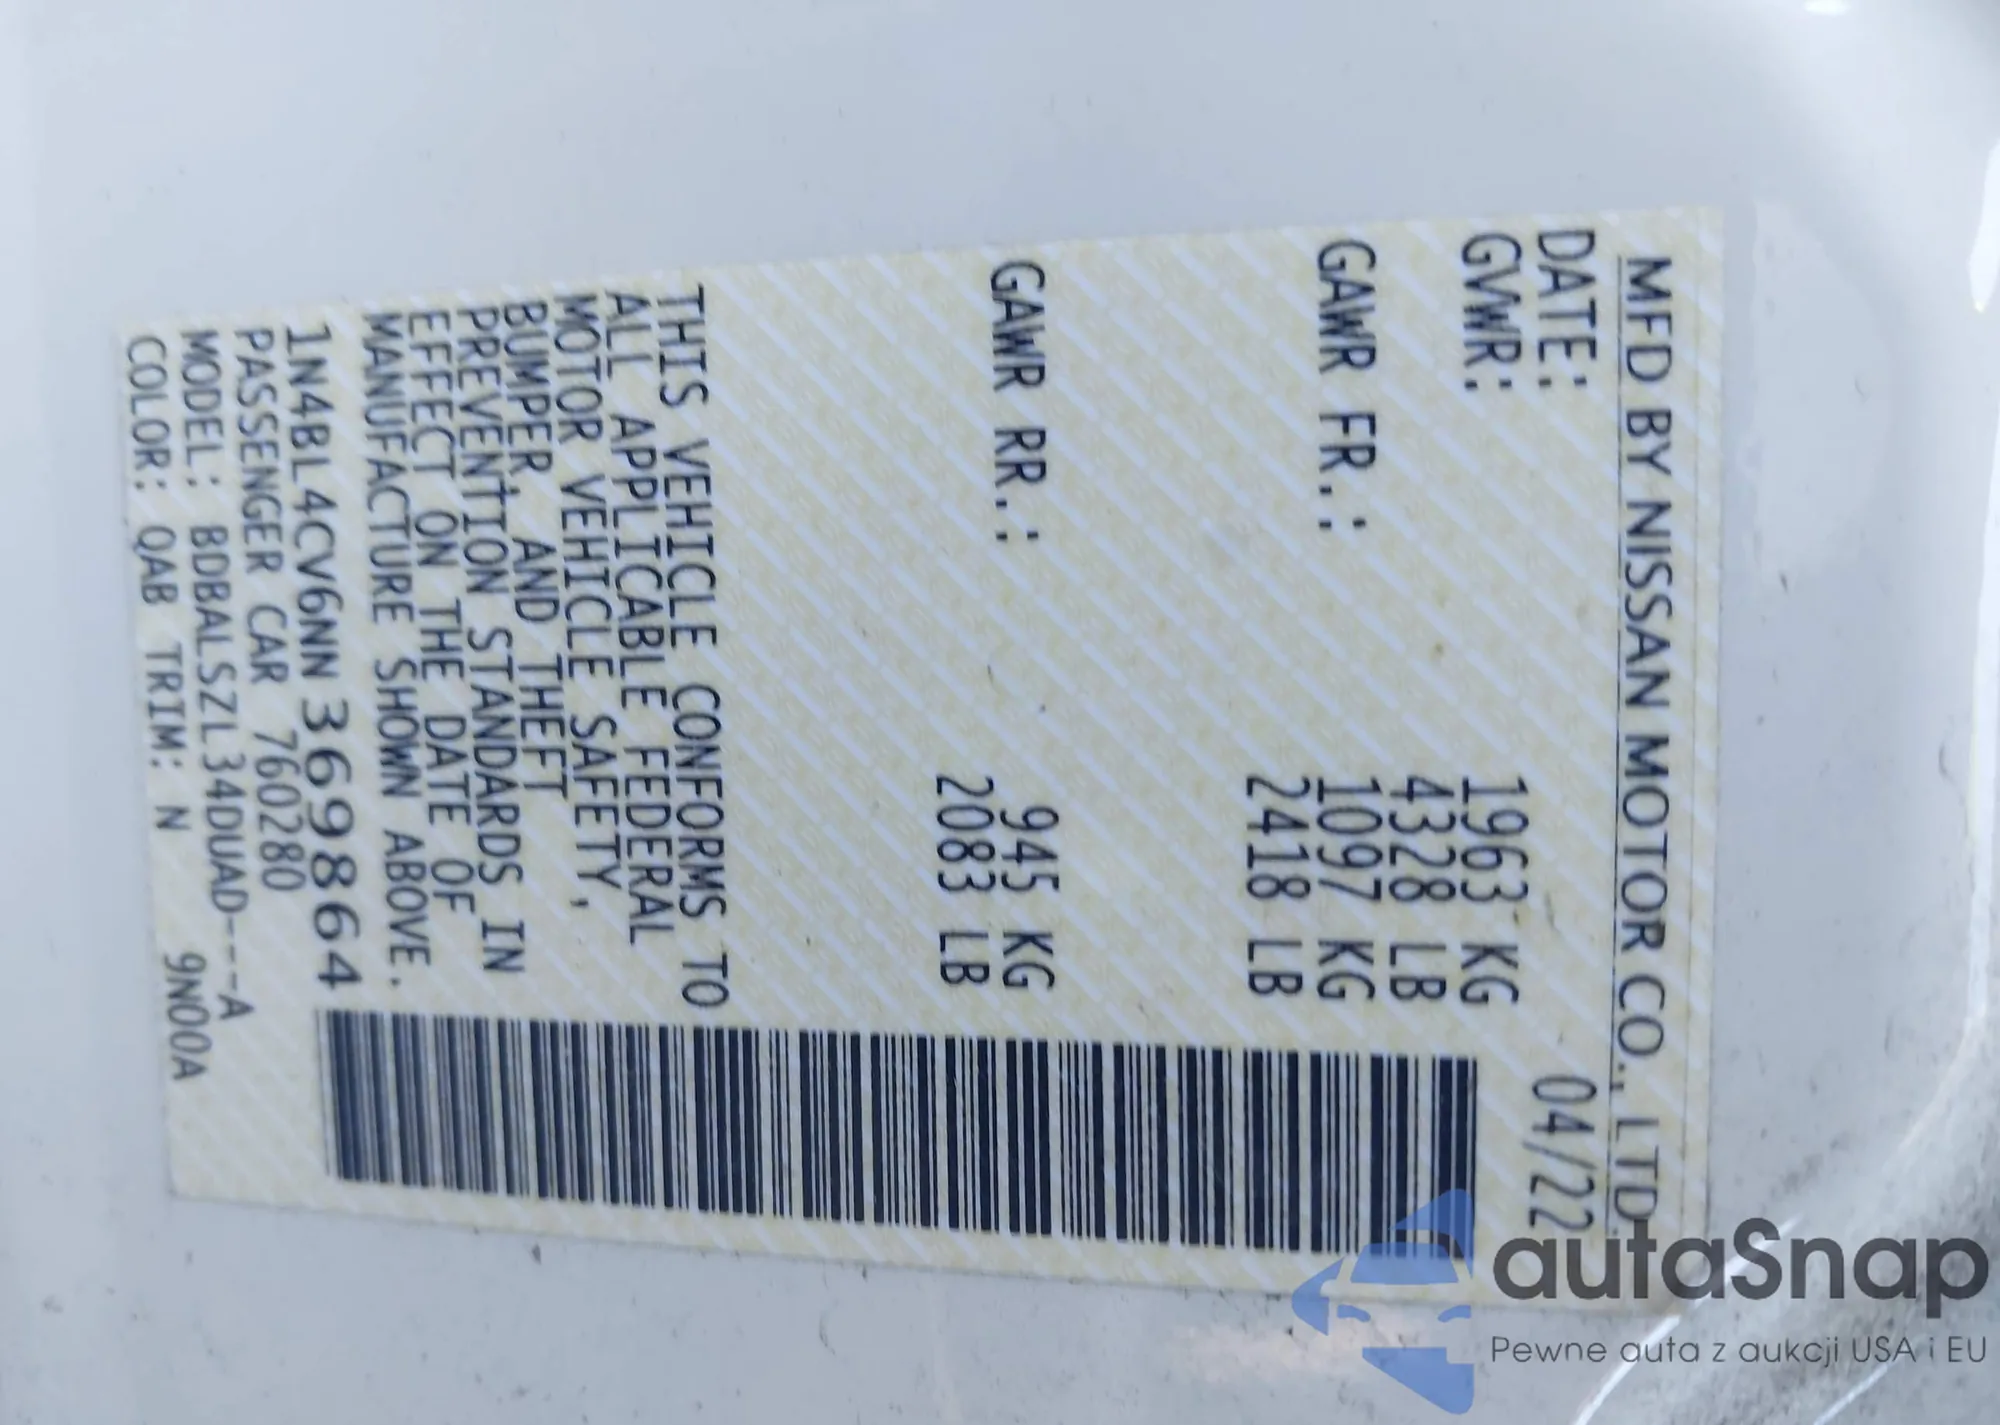 MFD BY NISSAN MOTOR CO., LTD.
DATE: 04/22
GVWR: 1963 KG
4328 LB
GAWR FR.: 1097 KG
2418 LB
GAWR RR.: 945 KG
2083 LB
THIS VEHICLE CONFORMS TO
ALL APPLICABLE FEDERAL
MOTOR VEHICLE SAFETY,
BUMPER, AND THEFT
PREVENTION STANDARDS IN
EFFECT ON THE DATE OF
MANUFACTURE SHOWN ABOVE.
1N4BL4CV6NN369864
PASSENGER CAR 760280
MODEL: BDBALSZL34DUAD---A
COLOR: QAB TRIM: N 9N00A
autaSnap
Pewne auta z aukcji USA i EU